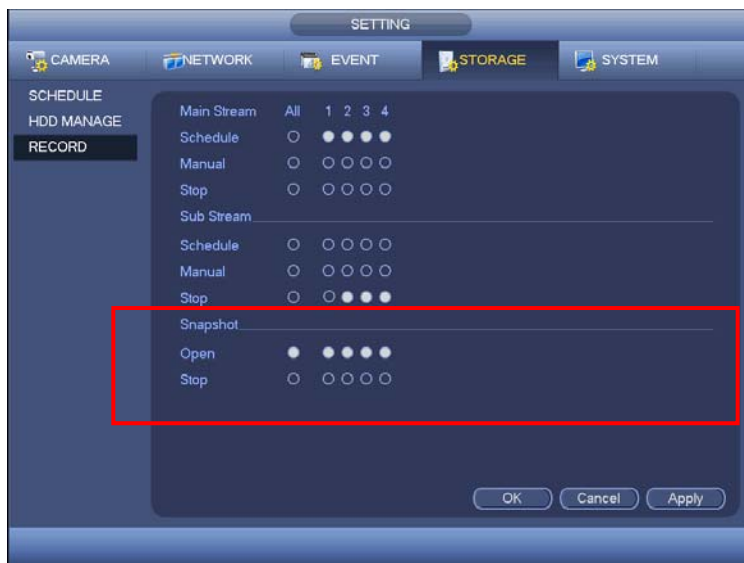 SETTING
CAMERA NETWORK EVENT STORAGE SYSTEM
SCHEDULE
HDD MANAGE
RECORD
Main Stream All 1 2 3 4
Schedule
Manual
Stop
Sub Stream
Schedule
Manual
Stop
Snapshot
Open
Stop
OK Cancel Apply